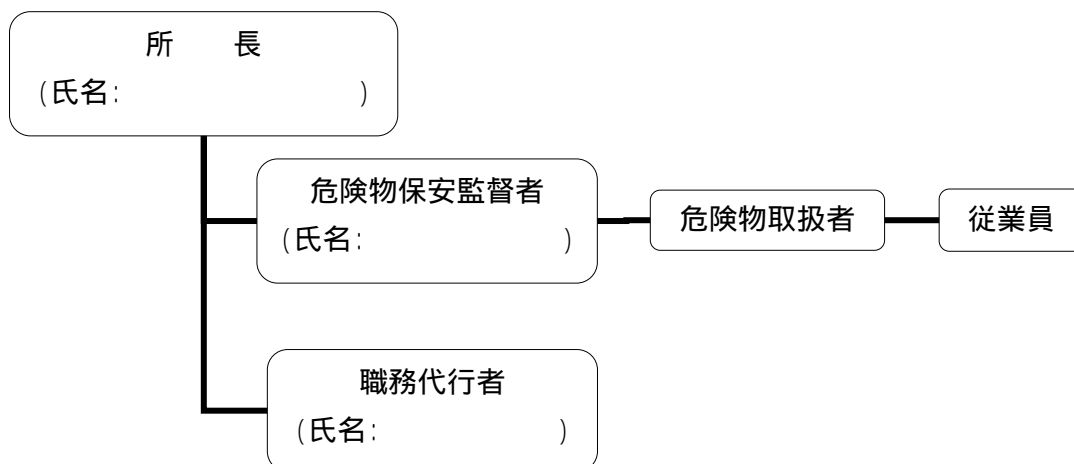 所　　長
(氏名:　　　　　　　　)
危険物保安監督者
(氏名:　　　　　　　)
危険物取扱者
従業員
職務代行者
(氏名:　　　　　　)